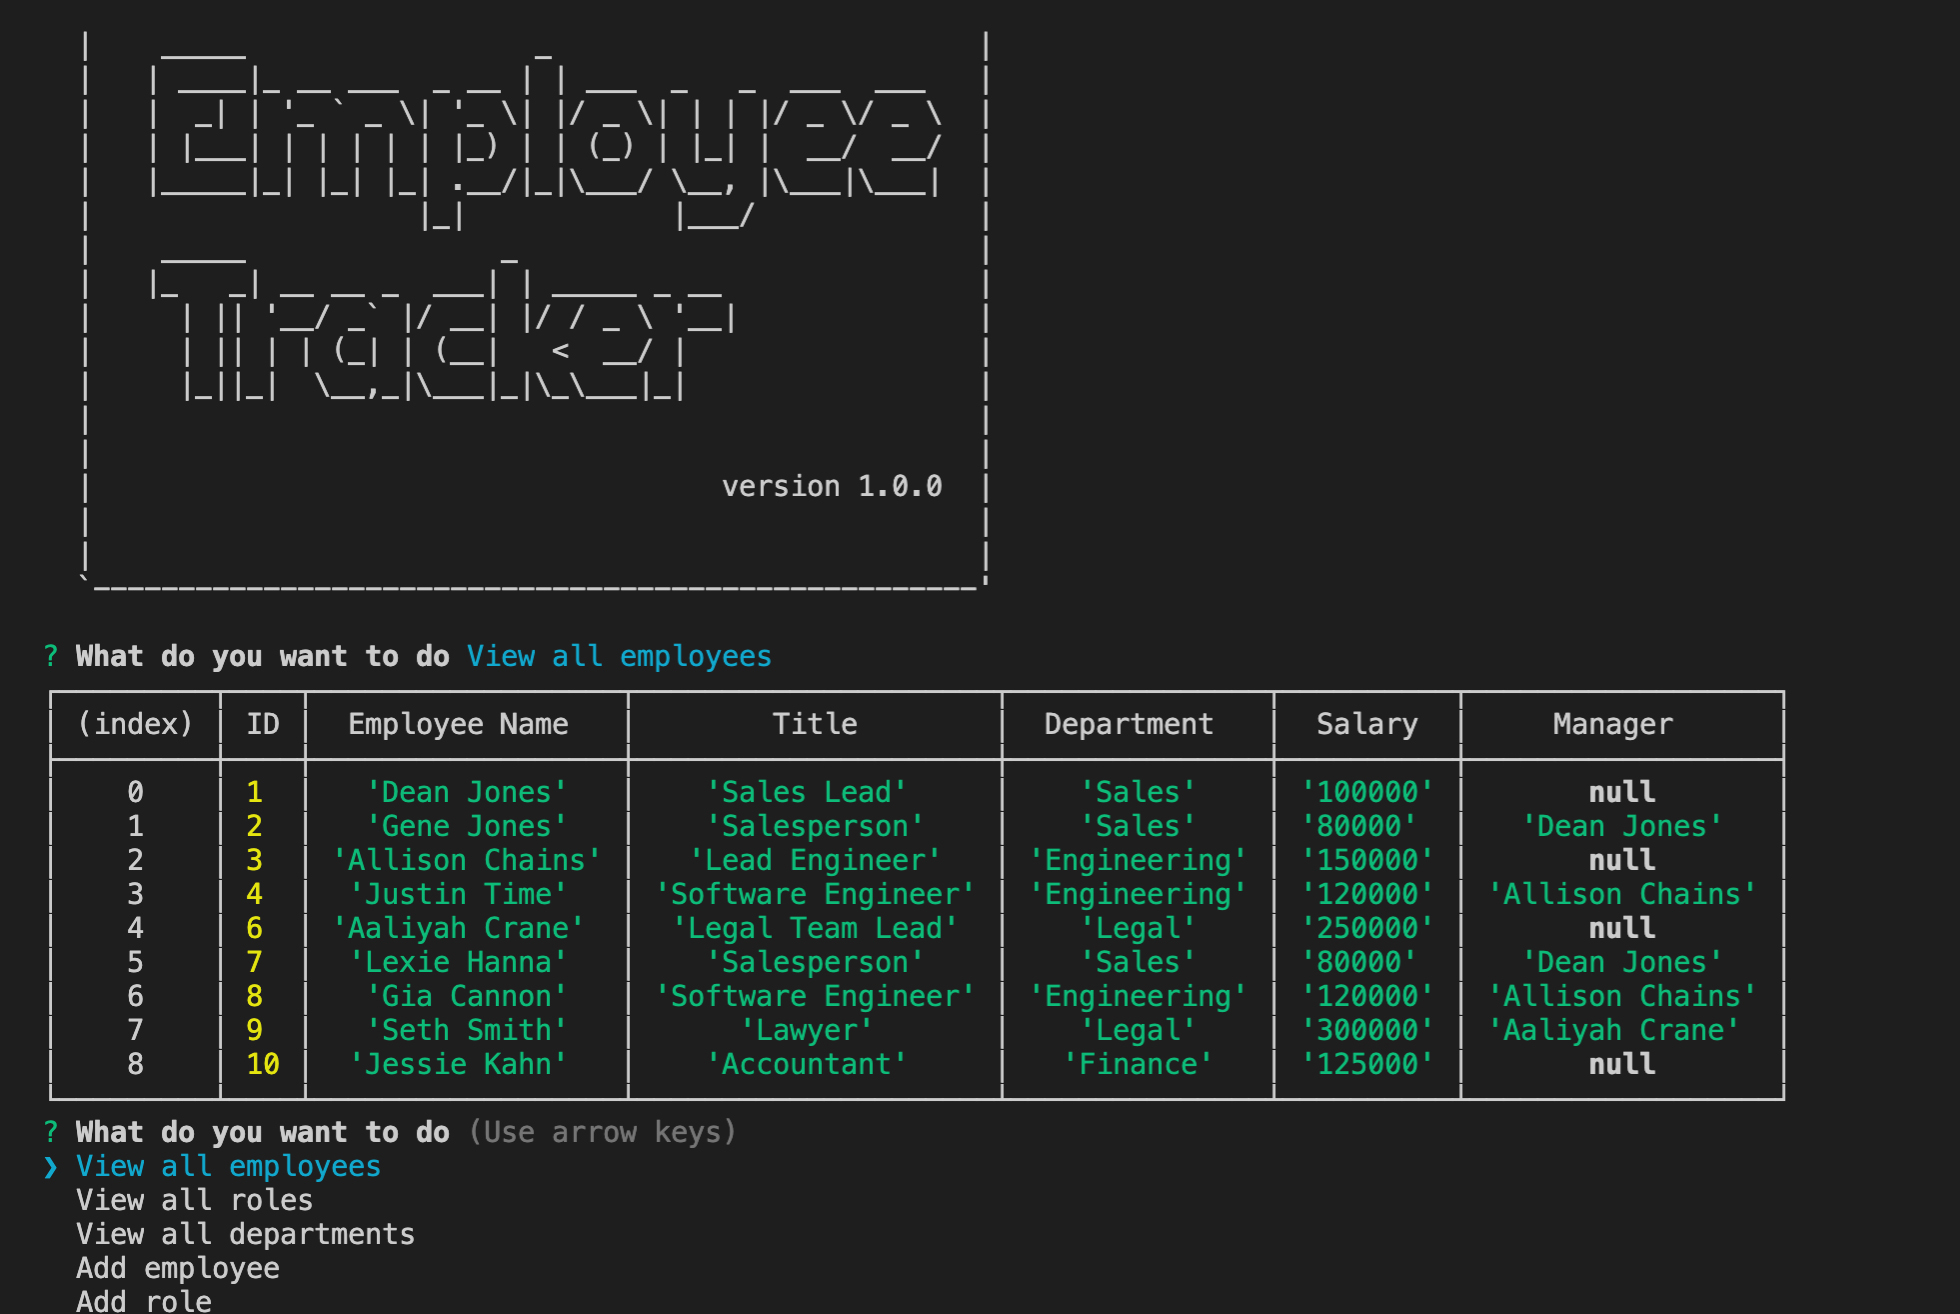 Employee
Tracker
version 1.0.0
? What do you want to do View all employees
(index) ID Employee Name Title Department Salary Manager
0 1 'Dean Jones' 'Sales Lead' 'Sales' '100000' null
1 2 'Gene Jones' 'Salesperson' 'Sales' '80000' 'Dean Jones'
2 3 'Allison Chains' 'Lead Engineer' 'Engineering' '150000' null
3 4 'Justin Time' 'Software Engineer' 'Engineering' '120000' 'Allison Chains'
4 6 'Aaliyah Crane' 'Legal Team Lead' 'Legal' '250000' null
5 7 'Lexie Hanna' 'Salesperson' 'Sales' '80000' 'Dean Jones'
6 8 'Gia Cannon' 'Software Engineer' 'Engineering' '120000' 'Allison Chains'
7 9 'Seth Smith' 'Lawyer' 'Legal' '300000' 'Aaliyah Crane'
8 10 'Jessie Kahn' 'Accountant' 'Finance' '125000' null
? What do you want to do (Use arrow keys)
❯ View all employees
View all roles
View all departments
Add employee
Add role